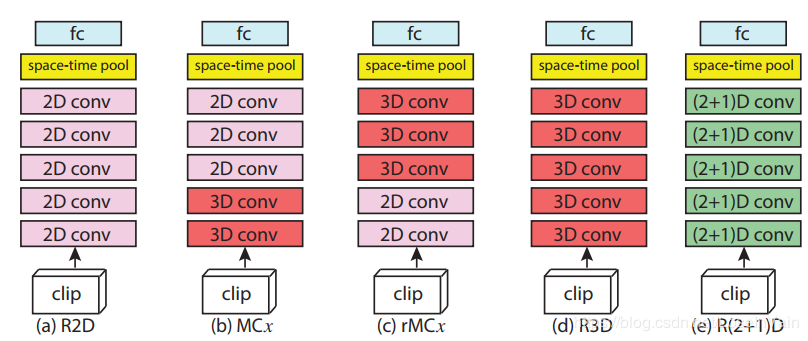 fc fc fc fc fc
space-time pool space-time pool space-time pool space-time pool space-time pool
2D conv 2D conv 3D conv 3D conv (2+1)D conv
2D conv 2D conv 3D conv 3D conv (2+1)D conv
2D conv 2D conv 3D conv 3D conv (2+1)D conv
2D conv 3D conv 2D conv 3D conv (2+1)D conv
2D conv 3D conv 2D conv 3D conv (2+1)D conv
clip clip clip clip clip
(a) R2D (b) MCx (c) rMCx (d) R3D (e) R(2+1)D